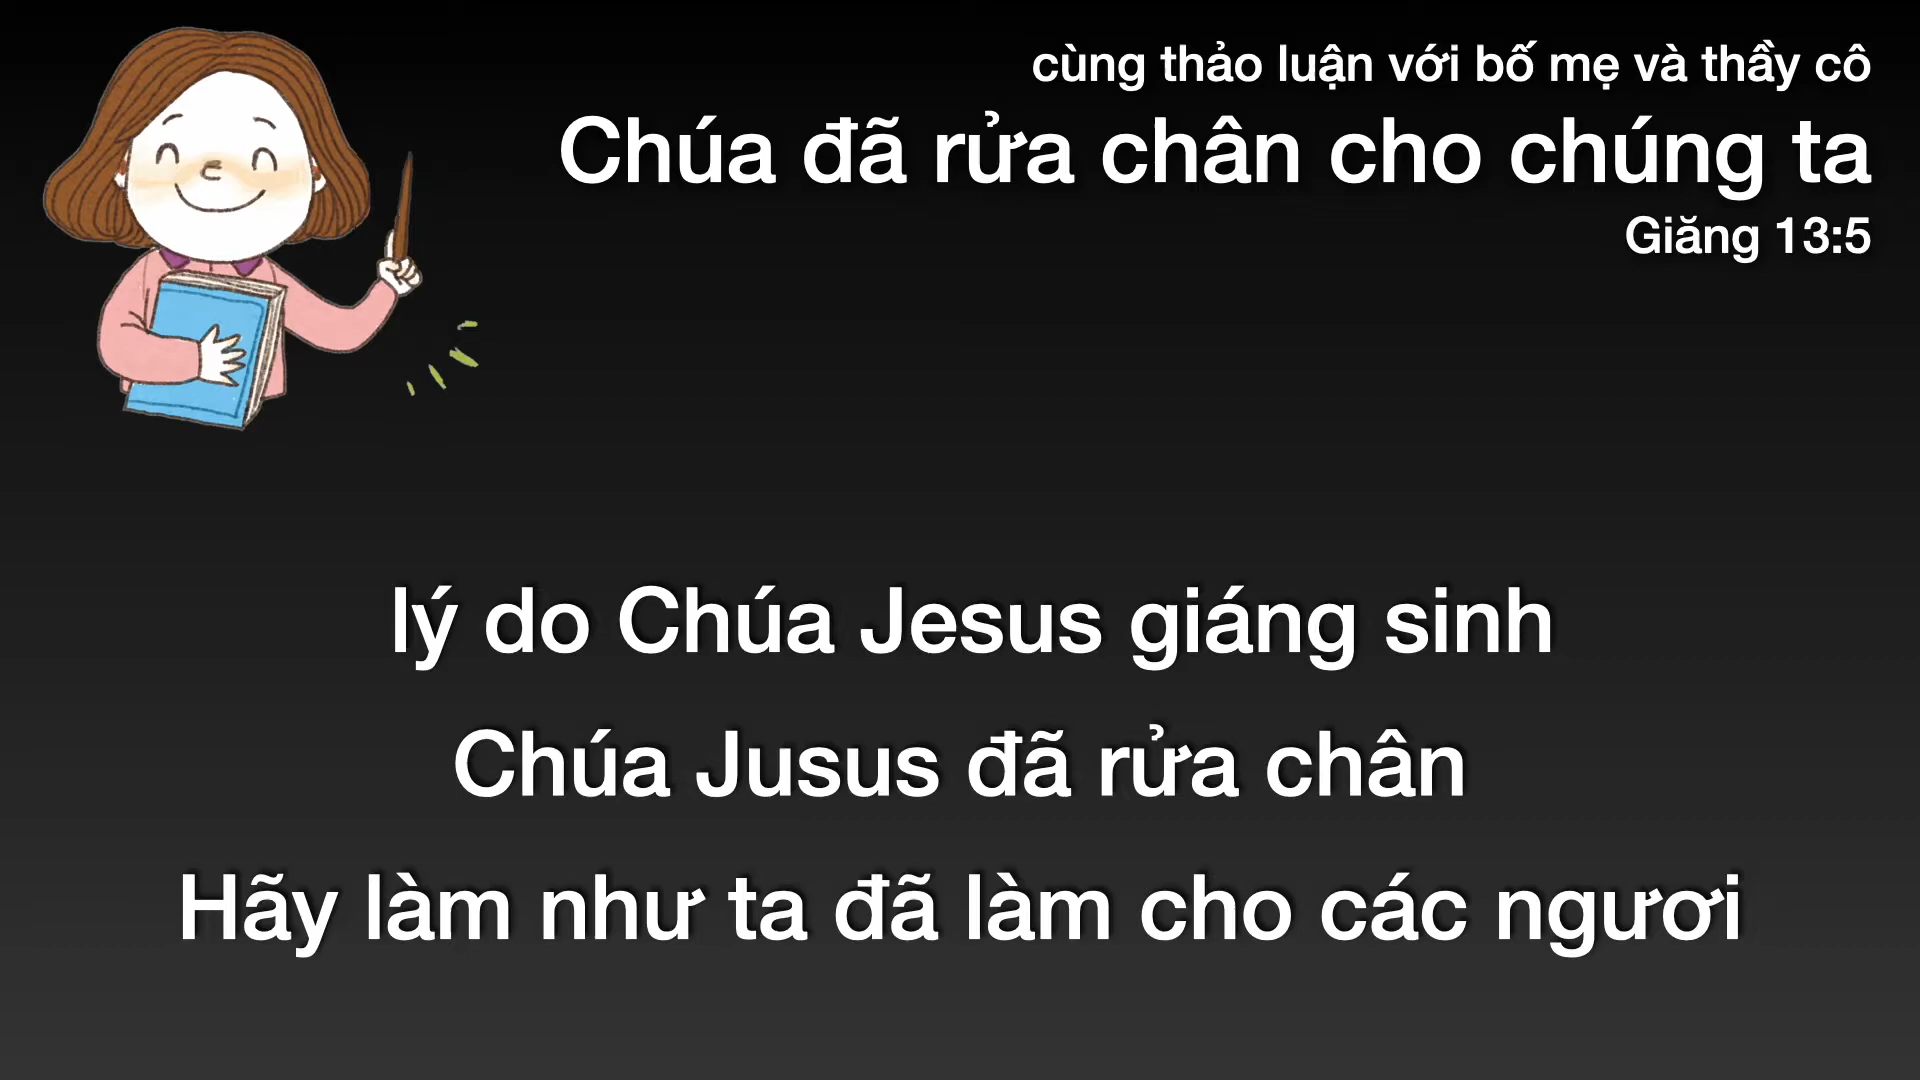 cùng thảo luận với bố mẹ và thầy cô
Chúa đã rửa chân cho chúng ta
Giăng 13:5
lý do Chúa Jesus giáng sinh
Chúa Jusus đã rửa chân
Hãy làm như ta đã làm cho các ngươi